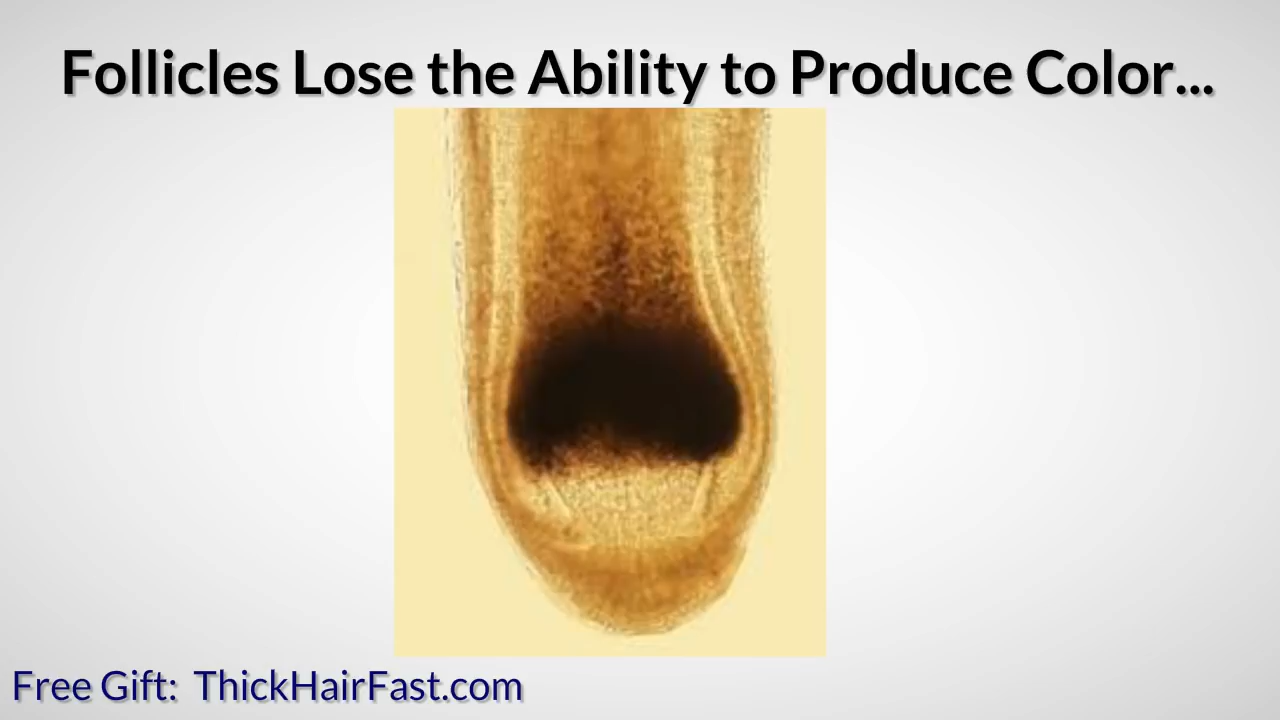 Follicles Lose the Ability to Produce Color...
Free Gift:  ThickHairFast.com